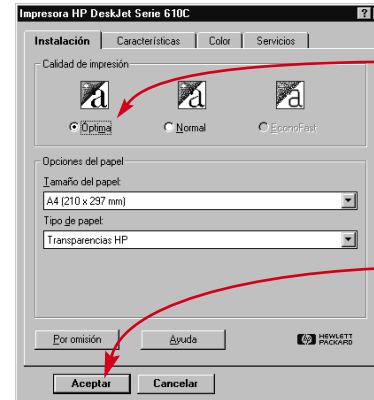 Impresora HP DeskJet Serie 610C ?
Instalación Características Color Servicios
Calidad de impresión
Óptima Normal EconoFast
Opciones del papel
Tamaño del papel:
A4 (210 x 297 mm)
Tipo de papel:
Transparencias HP
Por omisión Ayuda HEWLETT
PACKARD
Aceptar Cancelar